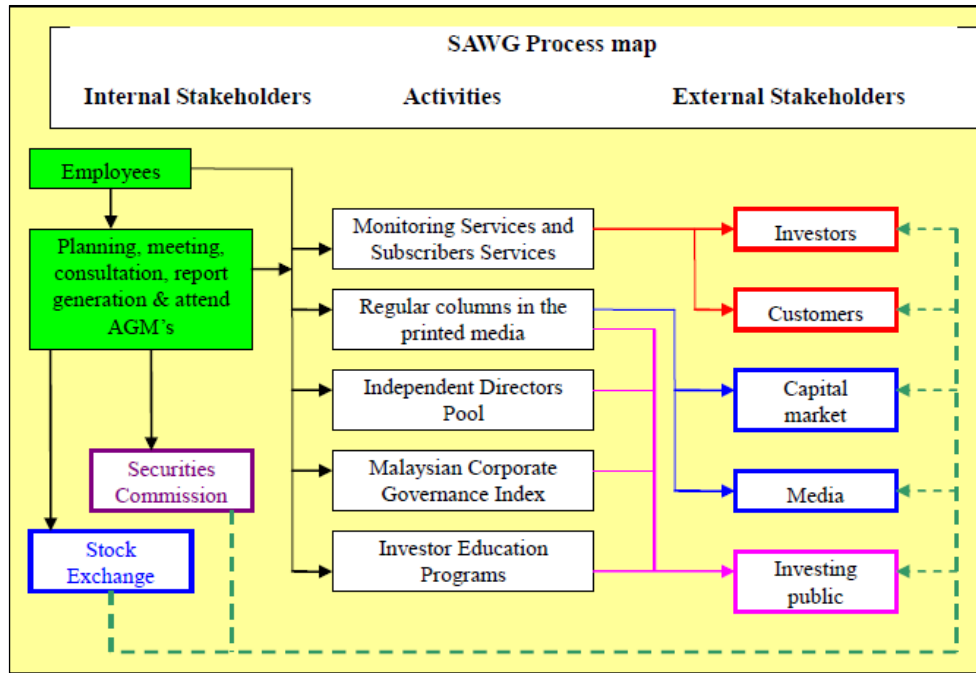 SAWG Process map
Internal Stakeholders
Activities
External Stakeholders
Employees
Planning, meeting,
consultation, report
generation & attend
AGM's
Securities
Commission
Stock
Exchange
Monitoring Services and
Subscribers Services
Regular columns in the
printed media
Independent Directors
Pool
Malaysian Corporate
Governance Index
Investor Education
Programs
Investors
Customers
Capital
market
Media
Investing
public